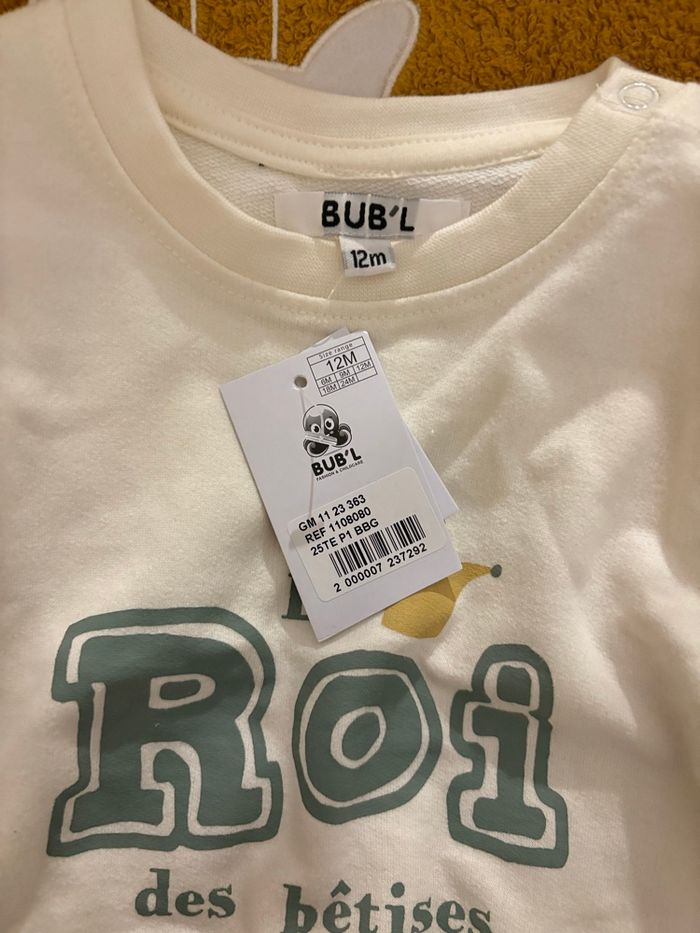 BUB'L
12m
Size range
12M
6M 9M 12M
18M 24M
BUB'L
FASHION & CHILDCARE
GM 11 23 363
REF 1108080
25TE P1 BBG
2 000007 237292
Roi
des bêtises